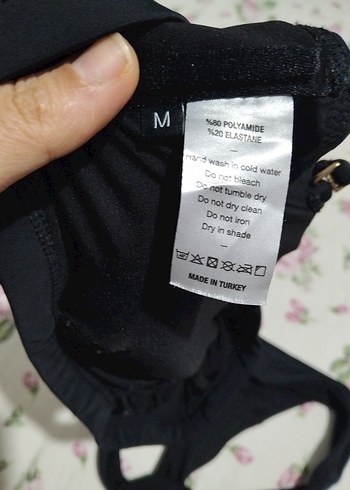 M
%80 POLYAMIDE
%20 ELASTANE
—
Hand wash in cold water
Do not bleach
Do not tumble dry
Do not dry clean
Do not iron
Dry in shade
—
MADE IN TURKEY